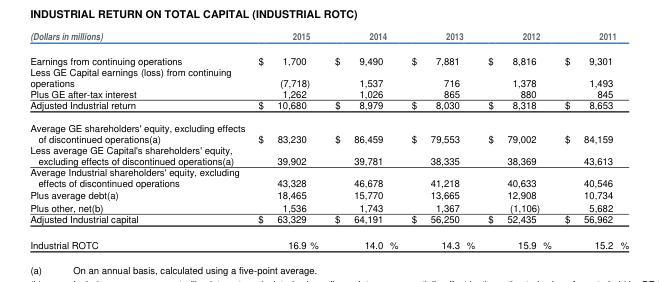 INDUSTRIAL RETURN ON TOTAL CAPITAL (INDUSTRIAL ROTC)
(Dollars in millions) 2015 2014 2013 2012 2011
Earnings from continuing operations $ 1,700 $ 9,490 $ 7,881 $ 8,816 $ 9,301
Less GE Capital earnings (loss) from continuing
operations (7,718) 1,537 716 1,378 1,493
Plus GE after-tax interest 1,262 1,026 865 880 845
Adjusted Industrial return $ 10,680 $ 8,979 $ 8,030 $ 8,318 $ 8,653
Average GE shareholders' equity, excluding effects
of discontinued operations(a) $ 83,230 $ 86,459 $ 79,553 $ 79,002 $ 84,159
Less average GE Capital's shareholders' equity,
excluding effects of discontinued operations(a) 39,902 39,781 38,335 38,369 43,613
Average Industrial shareholders' equity, excluding
effects of discontinued operations 43,328 46,678 41,218 40,633 40,546
Plus average debt(a) 18,465 15,770 13,665 12,908 10,734
Plus other, net(b) 1,536 1,743 1,367 (1,106) 5,682
Adjusted Industrial capital $ 63,329 $ 64,191 $ 56,250 $ 52,435 $ 56,962
Industrial ROTC 16.9 % 14.0 % 14.3 % 15.9 % 15.2 %
(a) On an annual basis, calculated using a five-point average.